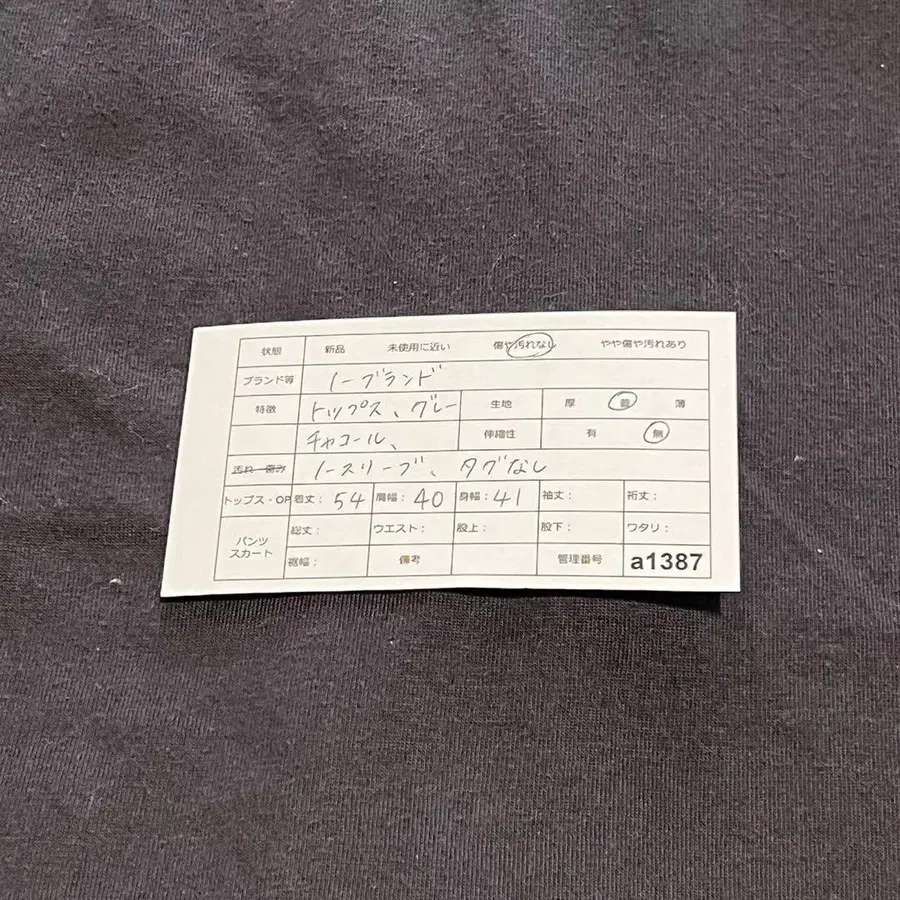 状態 新品 未使用に近い 傷や汚れなし やや傷や汚れあり
ブランド等 ノーブランド
特徴 トップス、グレー 生地 厚 普 薄
チャコール、 伸縮性 有 無
汚れ・傷み ノースリーブ、タグなし
トップス・OP 着丈: 54 肩幅: 40 身幅: 41 袖丈: 裄丈:
パンツ スカート 総丈: ウエスト: 股上: 股下: ワタリ:
裾幅: 備考 管理番号 a1387